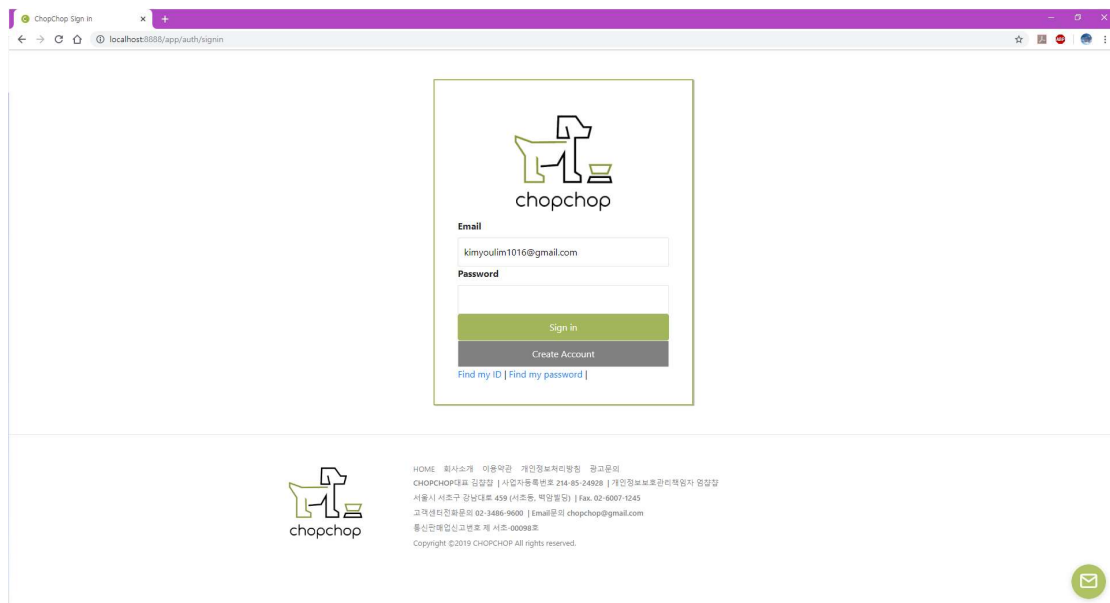 ChopChop Sign in
localhost:8888/app/auth/signin
chopchop
Email
kimyoulim1016@gmail.com
Password
Sign in
Create Account
Find my ID | Find my password |
chopchop
HOME 회사소개 이용약관 개인정보처리방침 광고문의
CHOPCHOP대표 김챱챱 | 사업자등록번호 214-85-24928 | 개인정보보호관리책임자 엄챱챱
서울시 서초구 강남대로 459 (서초동, 백암빌딩) | Fax. 02-6007-1245
고객센터전화문의 02-3486-9600 | Email문의 chopchop@gmail.com
통신판매업신고번호 제 서초-00098호
Copyright ©2019 CHOPCHOP All rights reserved.